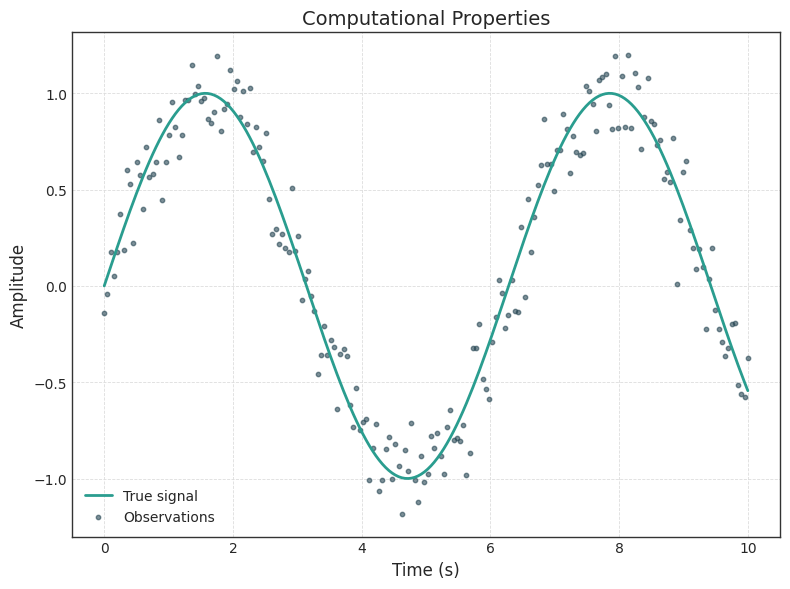 Computational Properties
Amplitude
1.0
0.5
0.0
−0.5
−1.0
True signal
Observations
0 2 4 6 8 10
Time (s)